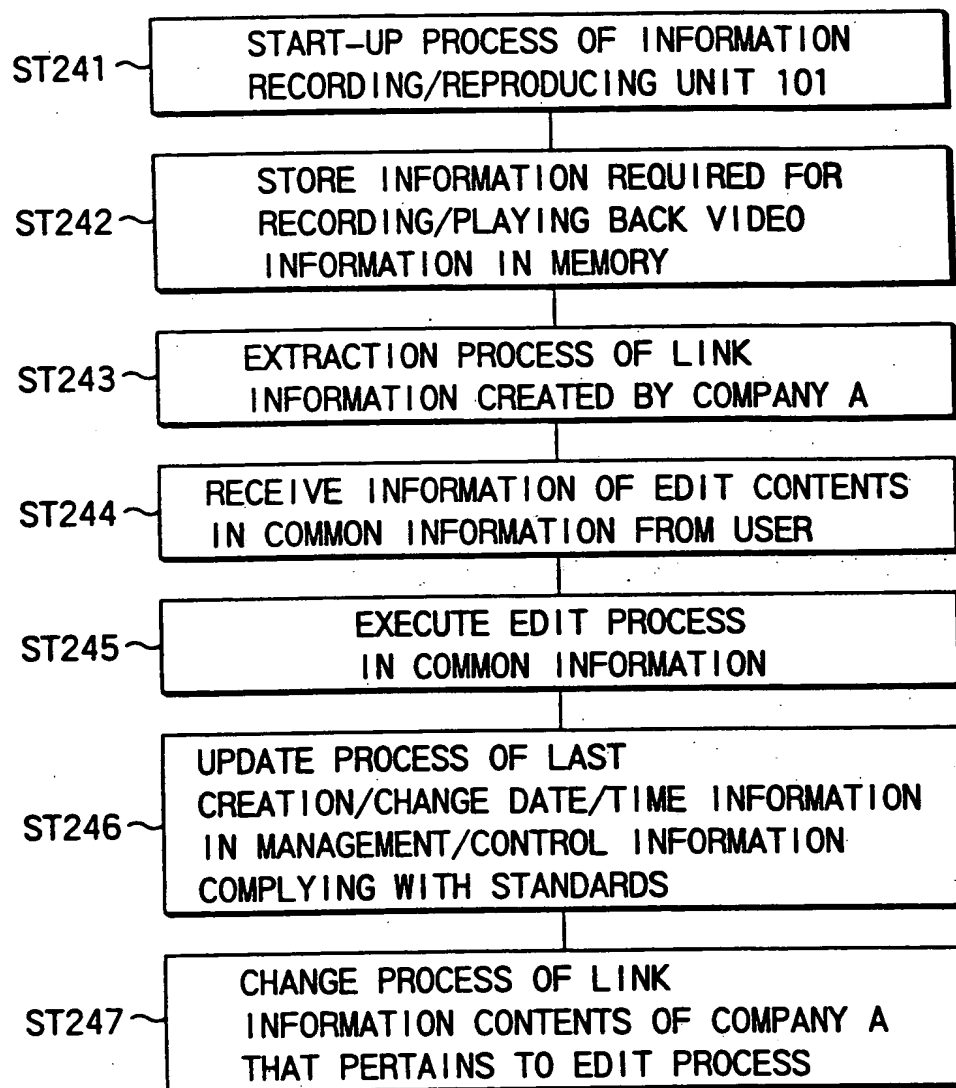 ST241
START-UP PROCESS OF INFORMATION
RECORDING/REPRODUCING UNIT 101
ST242
STORE INFORMATION REQUIRED FOR
RECORDING/PLAYING BACK VIDEO
INFORMATION IN MEMORY
ST243
EXTRACTION PROCESS OF LINK
INFORMATION CREATED BY COMPANY A
ST244
RECEIVE INFORMATION OF EDIT CONTENTS
IN COMMON INFORMATION FROM USER
ST245
EXECUTE EDIT PROCESS
IN COMMON INFORMATION
ST246
UPDATE PROCESS OF LAST
CREATION/CHANGE DATE/TIME INFORMATION
IN MANAGEMENT/CONTROL INFORMATION
COMPLYING WITH STANDARDS
ST247
CHANGE PROCESS OF LINK
INFORMATION CONTENTS OF COMPANY A
THAT PERTAINS TO EDIT PROCESS